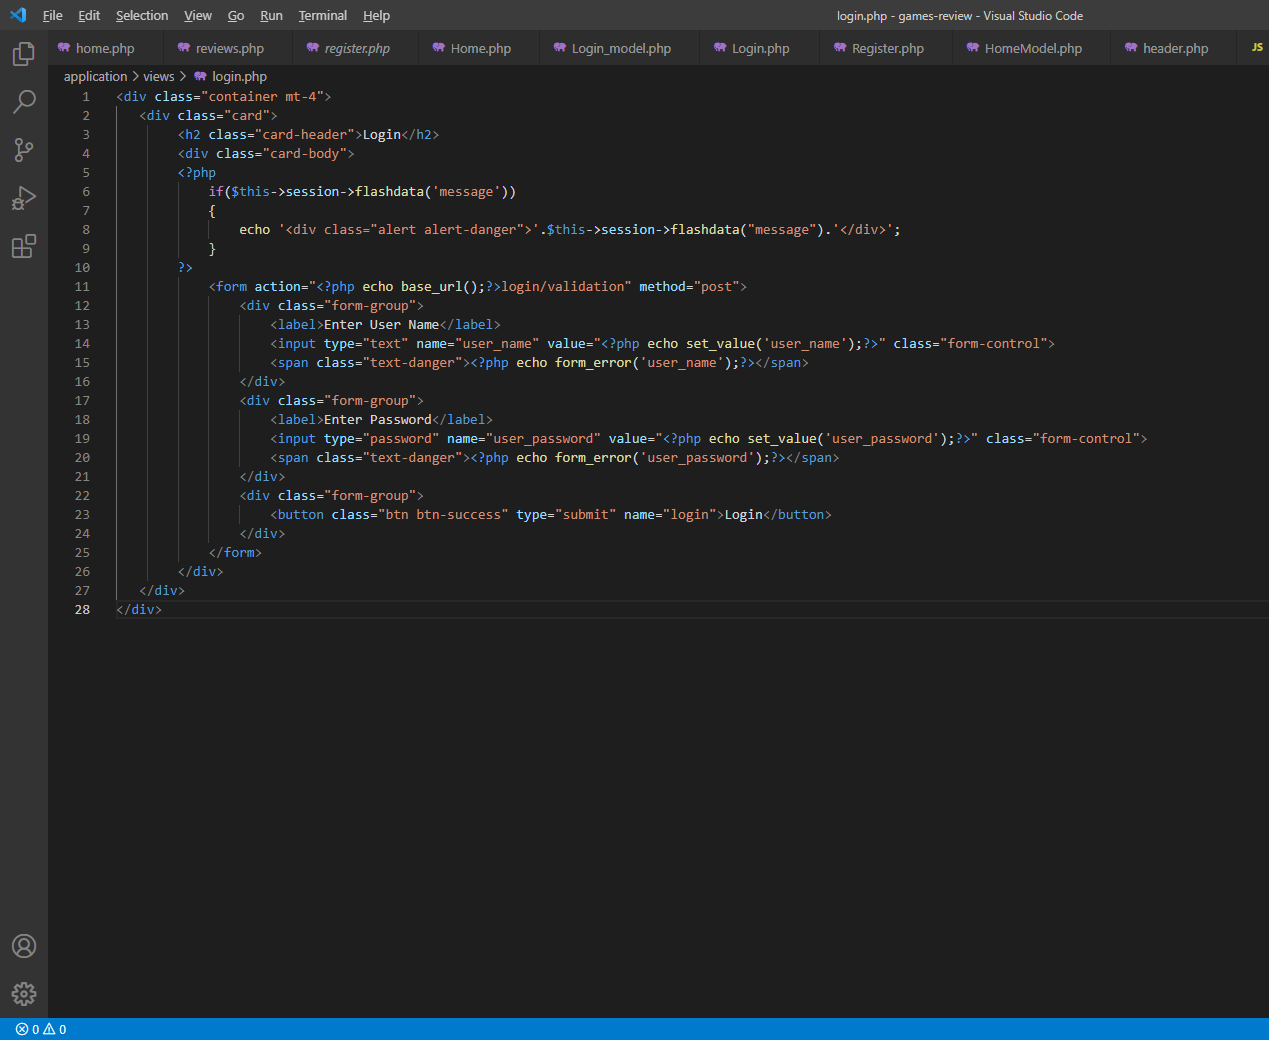 File Edit Selection View Go Run Terminal Help login.php - games-review - Visual Studio Code
home.php reviews.php register.php Home.php Login_model.php Login.php Register.php HomeModel.php header.php JS
application > views > login.php
1 <div class="container mt-4">
2 <div class="card">
3 <h2 class="card-header">Login</h2>
4 <div class="card-body">
5 <?php
6 if($this->session->flashdata('message'))
7 {
8 echo '<div class="alert alert-danger">'.$this->session->flashdata("message").'</div>';
9 }
10 ?>
11 <form action="<?php echo base_url();?>login/validation" method="post">
12 <div class="form-group">
13 <label>Enter User Name</label>
14 <input type="text" name="user_name" value="<?php echo set_value('user_name');?>" class="form-control">
15 <span class="text-danger"><?php echo form_error('user_name');?></span>
16 </div>
17 <div class="form-group">
18 <label>Enter Password</label>
19 <input type="password" name="user_password" value="<?php echo set_value('user_password');?>" class="form-control">
20 <span class="text-danger"><?php echo form_error('user_password');?></span>
21 </div>
22 <div class="form-group">
23 <button class="btn btn-success" type="submit" name="login">Login</button>
24 </div>
25 </form>
26 </div>
27 </div>
28 </div>
0 0